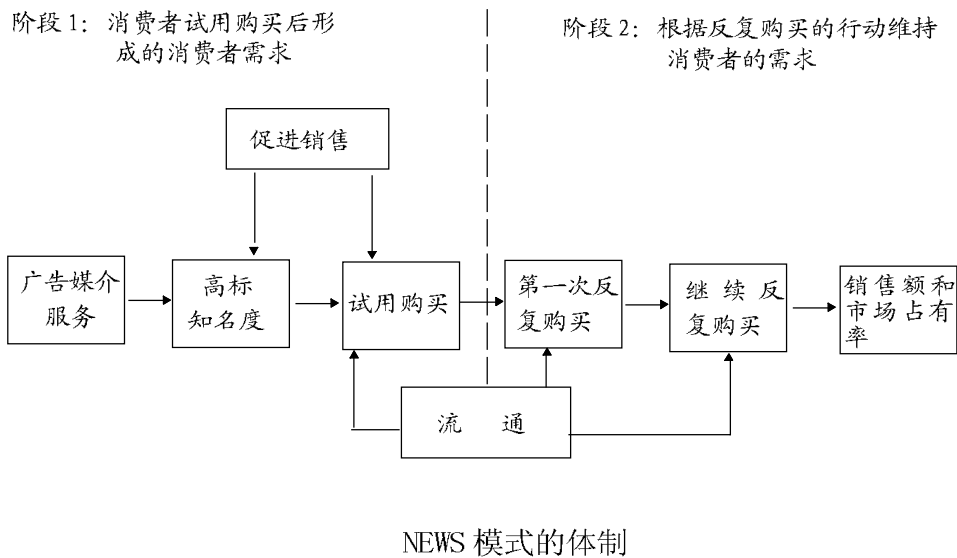 阶段 1：消费者试用购买后形
成的消费者需求
阶段 2：根据反复购买的行动维持
消费者的需求
促进销售
广告媒介
服务
高标
知名度
试用购买
第一次反
复购买
继续反
复购买
销售额和
市场占有
率
流 通
NEWS 模式的体制